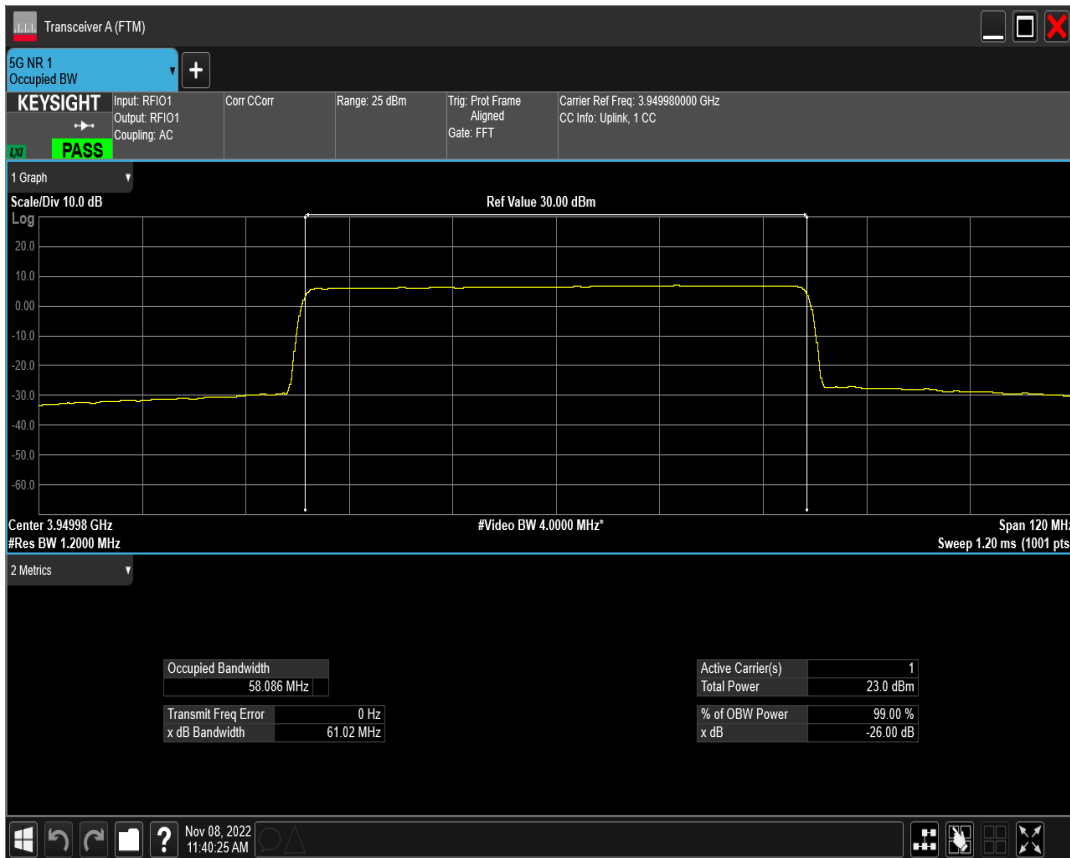 Transceiver A (FTM)
5G NR 1
Occupied BW
+
KEYSIGHT
LXI
PASS
Input: RFIO1
Output: RFIO1
Coupling: AC
Corr CCorr
Range: 25 dBm
Trig: Prot Frame
Aligned
Gate: FFT
Carrier Ref Freq: 3.949980000 GHz
CC Info: Uplink, 1 CC
1 Graph
Scale/Div 10.0 dB
Ref Value 30.00 dBm
Log
20.0
10.0
0.00
-10.0
-20.0
-30.0
-40.0
-50.0
-60.0
Center 3.94998 GHz
#Video BW 4.0000 MHz*
Span 120 MHz
#Res BW 1.2000 MHz
Sweep 1.20 ms (1001 pts
2 Metrics
Occupied Bandwidth
58.086 MHz
Transmit Freq Error 0 Hz
x dB Bandwidth 61.02 MHz
Active Carrier(s) 1
Total Power 23.0 dBm
% of OBW Power 99.00 %
x dB -26.00 dB
?
Nov 08, 2022
11:40:25 AM